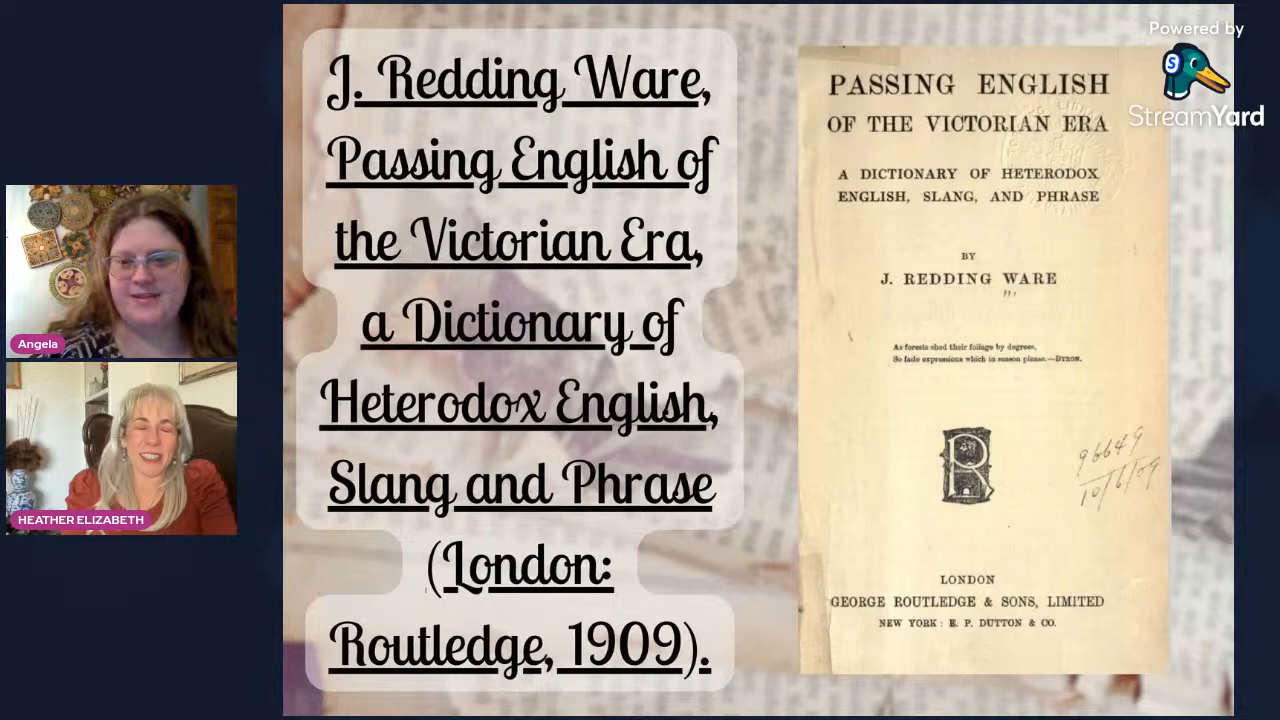 J. Redding Ware,
Passing English of
the Victorian Era,
a Dictionary of
Heterodox English,
Slang and Phrase
(London:
Routledge, 1909).
PASSING ENGLISH
OF THE VICTORIAN ERA
A DICTIONARY OF HETERODOX
ENGLISH, SLANG, AND PHRASE
BY
J. REDDING WARE
As forests shed their foliage by degrees,
So fade expressions which in season please.—BYRON.
R
96649
10/6/09
LONDON
GEORGE ROUTLEDGE & SONS, LIMITED
NEW YORK: E. P. DUTTON & CO.
Powered by
S
StreamYard
Angela
HEATHER ELIZABETH